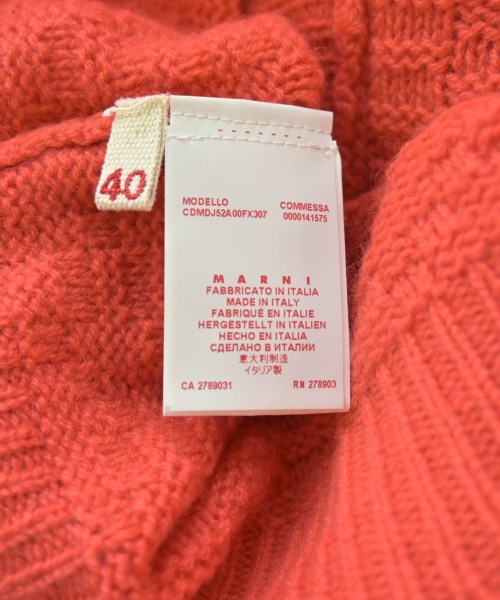 40
MODELLO COMMESSA
CDMDJ52A00FX307 0000141575
MARNI
FABBRICATO IN ITALIA
MADE IN ITALY
FABRIQUÉ EN ITALIE
HERGESTELLT IN ITALIEN
HECHO EN ITALIA
СДЕЛАНО В ИТАЛИИ
意大利制造
イタリア製
CA 2789031 RN 278903